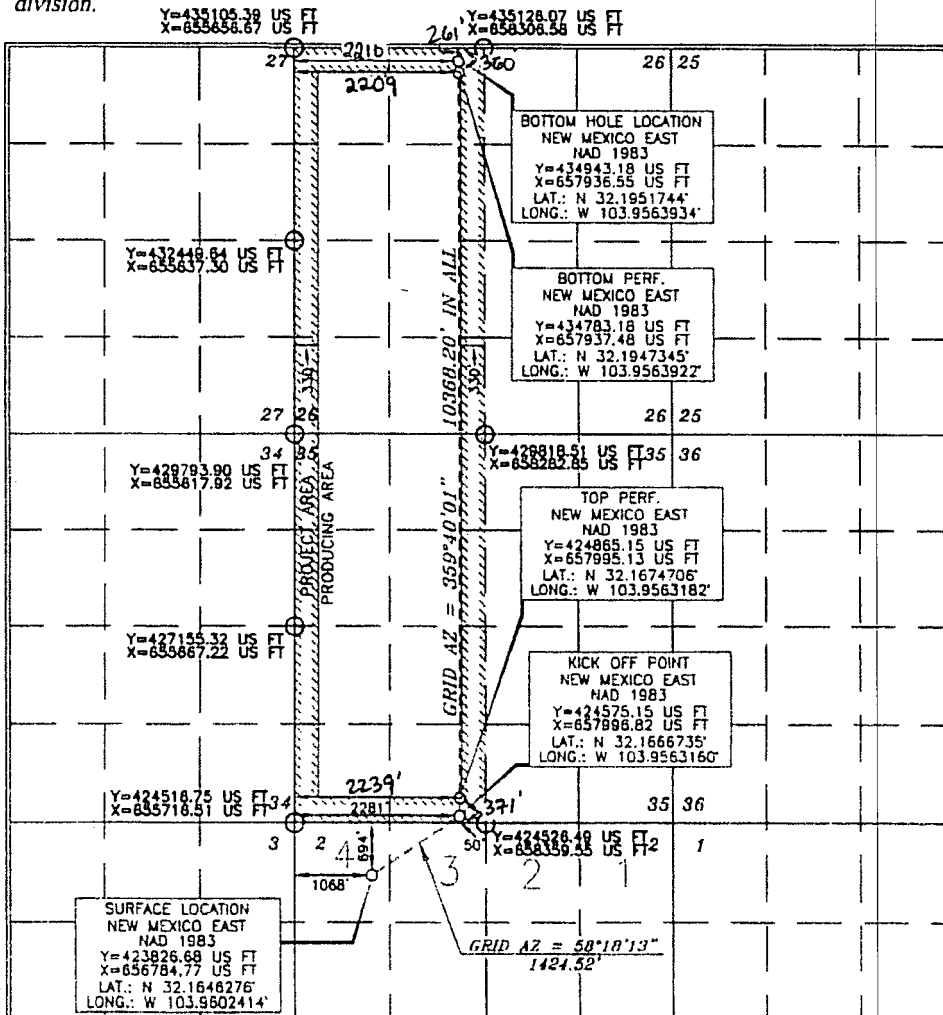 division.
Y=435105.39 US FT
X=655656.67 US FT
261'
Y=435128.07 US FT
X=658306.58 US FT
27
2210
2360
26 25
2209
BOTTOM HOLE LOCATION
NEW MEXICO EAST
NAD 1983
Y=434943.18 US FT
X=657936.55 US FT
LAT.: N 32.1951744°
LONG.: W 103.9563934°
Y=432449.64 US FT
X=655637.30 US FT
BOTTOM PERF.
NEW MEXICO EAST
NAD 1983
Y=434783.18 US FT
X=657937.48 US FT
LAT.: N 32.1947345°
LONG.: W 103.9563922°
GRID AZ = 359°40'01" 10368.20' IN ALL
330'
330'
27 26
26 25
34 35
Y=429793.90 US FT
X=655617.92 US FT
Y=429818.51 US FT
X=658282.85 US FT
35 36
PROJECT AREA
PRODUCING AREA
TOP PERF.
NEW MEXICO EAST
NAD 1983
Y=424865.15 US FT
X=657995.13 US FT
LAT.: N 32.1674706°
LONG.: W 103.9563182°
Y=427155.32 US FT
X=655667.22 US FT
KICK OFF POINT
NEW MEXICO EAST
NAD 1983
Y=424575.15 US FT
X=657996.82 US FT
LAT.: N 32.1666735°
LONG.: W 103.9563160°
2239'
Y=424516.75 US FT
X=655716.51 US FT
34
2281'
371'
35 36
3 2
50'
Y=424526.49 US FT
X=658359.55 US FT
2 1
694'
4
3
2
1
1068'
SURFACE LOCATION
NEW MEXICO EAST
NAD 1983
Y=423826.68 US FT
X=656784.77 US FT
LAT.: N 32.1646276°
LONG.: W 103.9602414°
GRID AZ = 58°18'13"
1424.52'